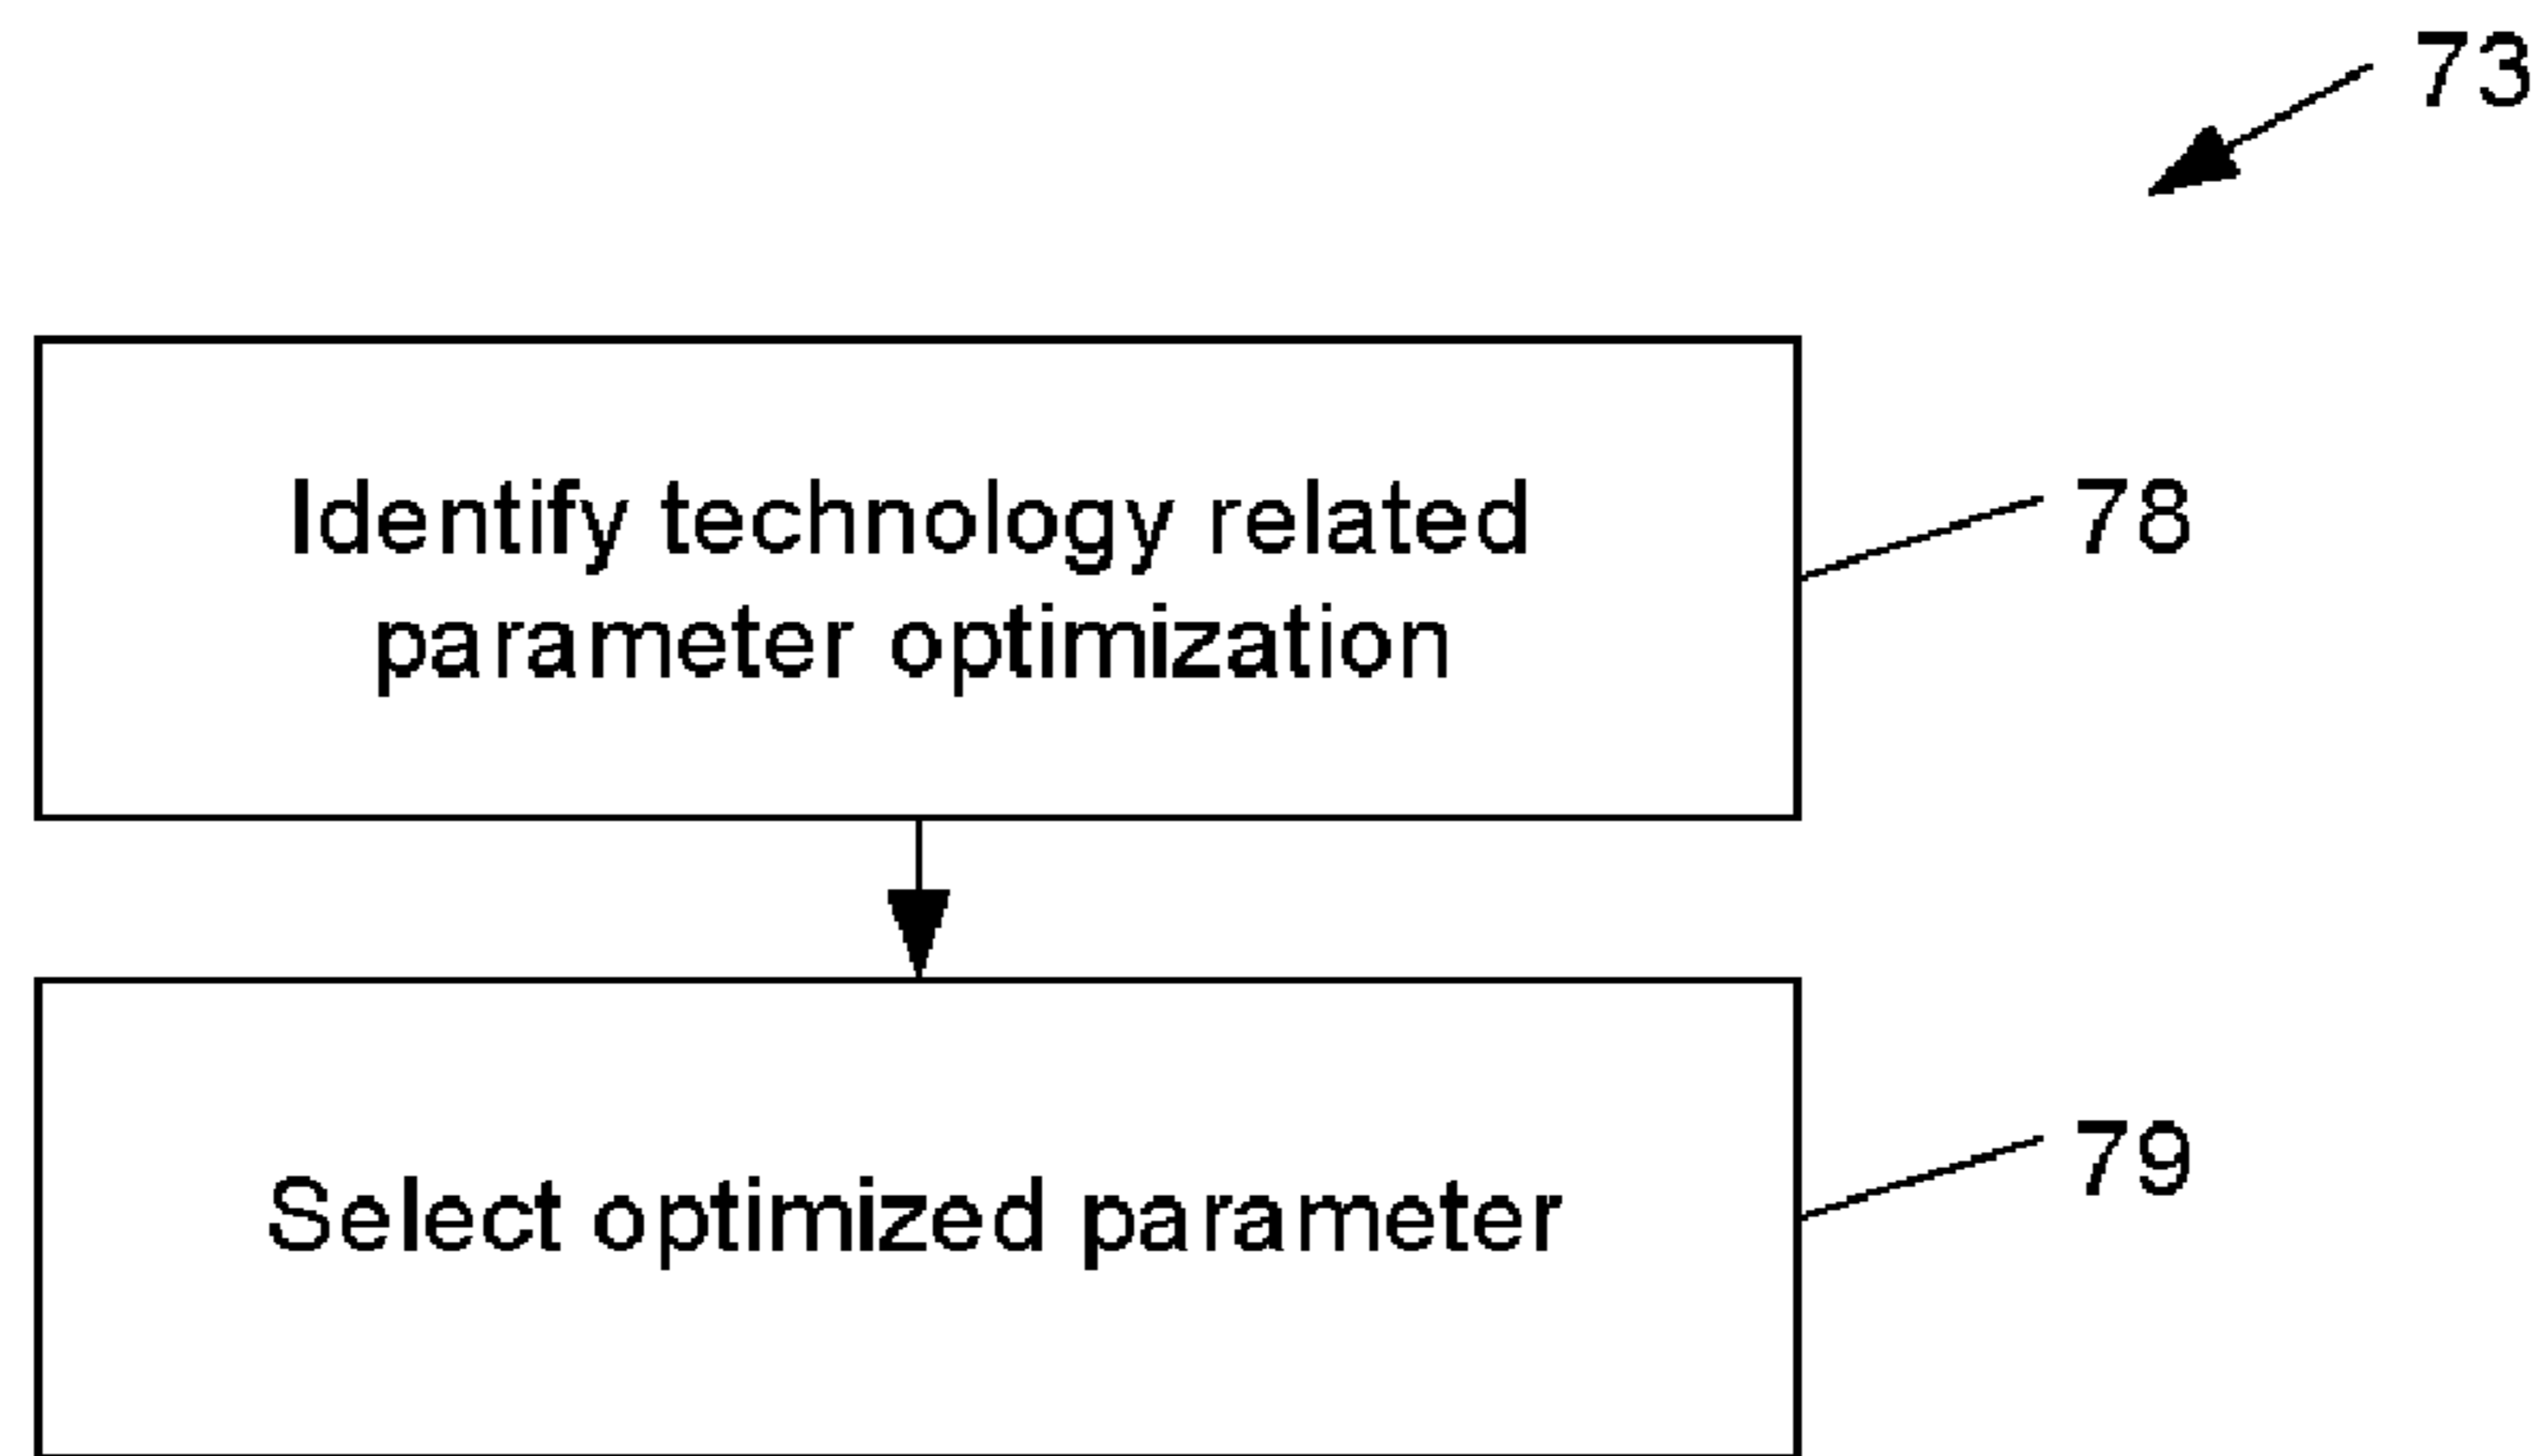 73
Identify technology related
parameter optimization
78
Select optimized parameter
79